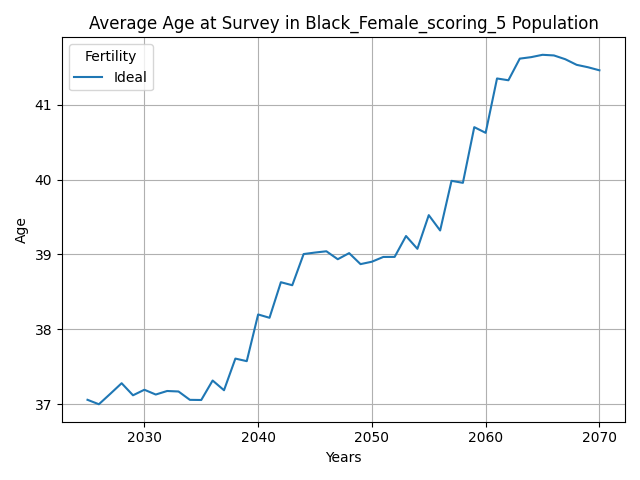 Average Age at Survey in Black_Female_scoring_5 Population
Fertility
Ideal
Age
41
40
39
38
37
2030 2040 2050 2060 2070
Years